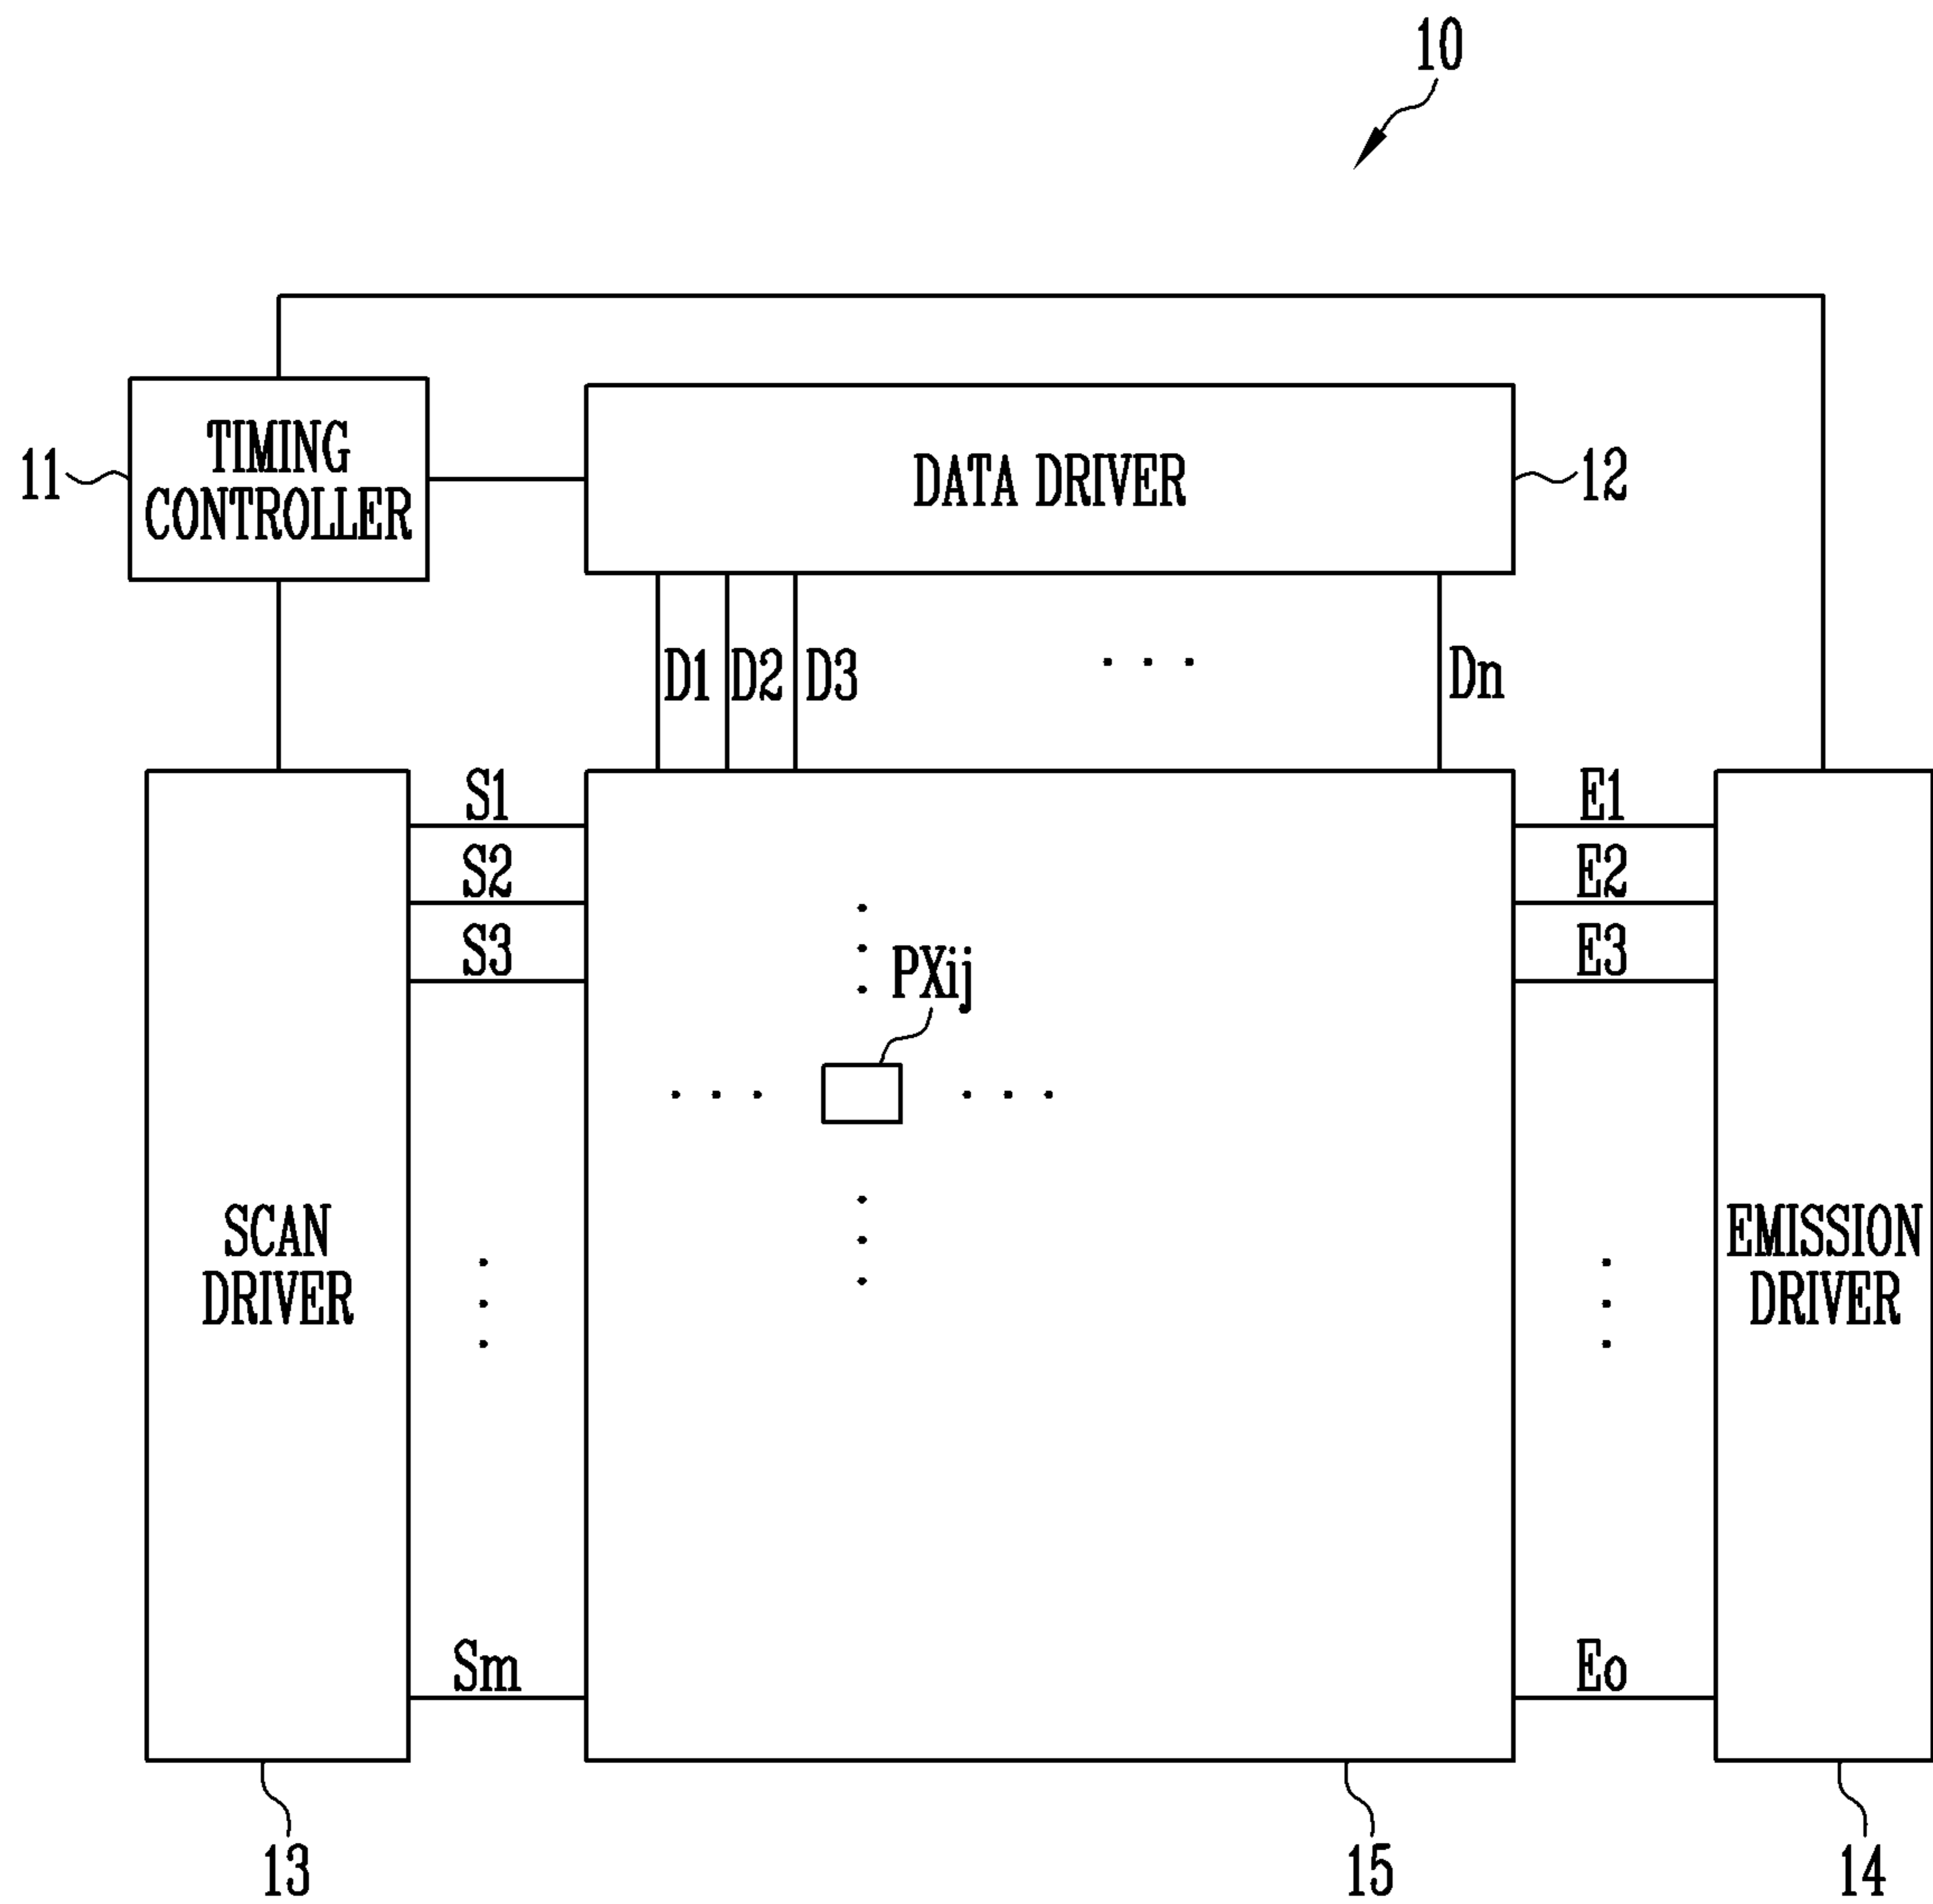 10
TIMING
CONTROLLER
11
DATA DRIVER
12
D1
D2
D3
Dn
S1
S2
S3
Sm
E1
E2
E3
Eo
PXij
SCAN
DRIVER
EMISSION
DRIVER
13
15
14